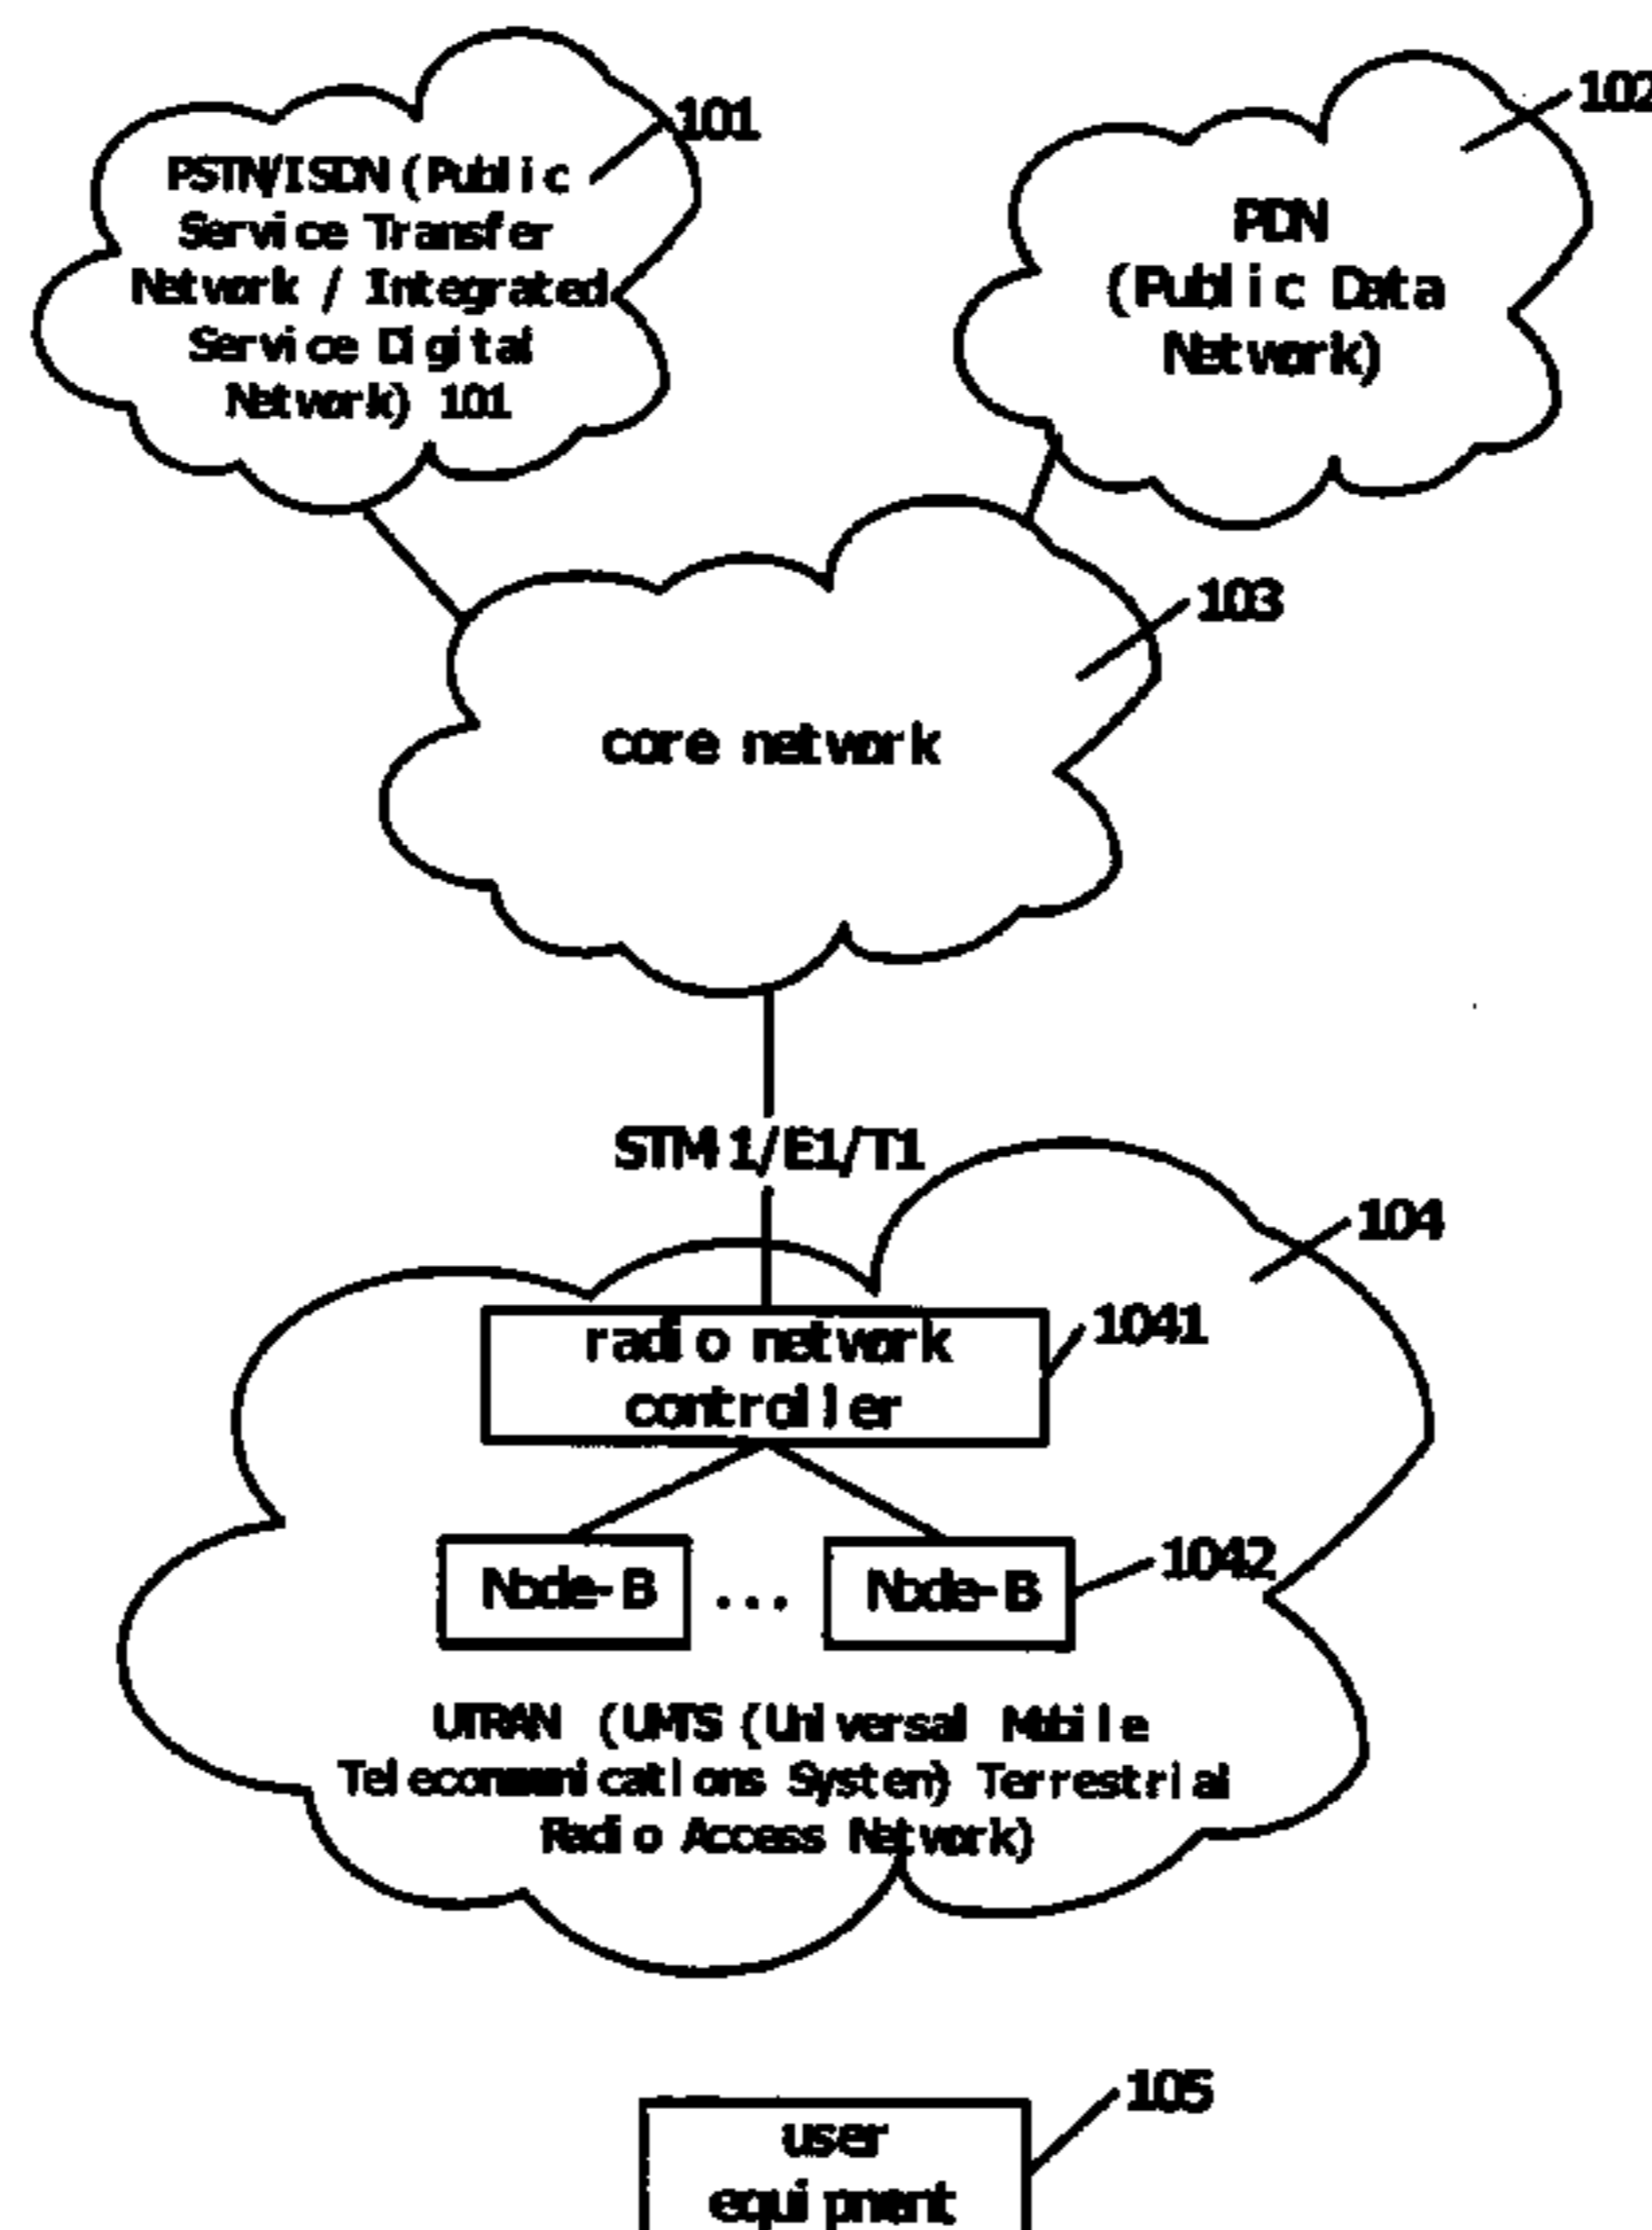 101
PSTN/ISDN (Public
Service Transfer
Network / Integrated
Service Digital
Network) 101
102
PDN
(Public Data
Network)
103
core network
STM-1/E1/T1
104
radio network
controller
1041
Node-B ... Node-B
1042
UTRAN (UMTS (Universal Mobile
Telecommunications System) Terrestrial
Radio Access Network)
105
user
equipment